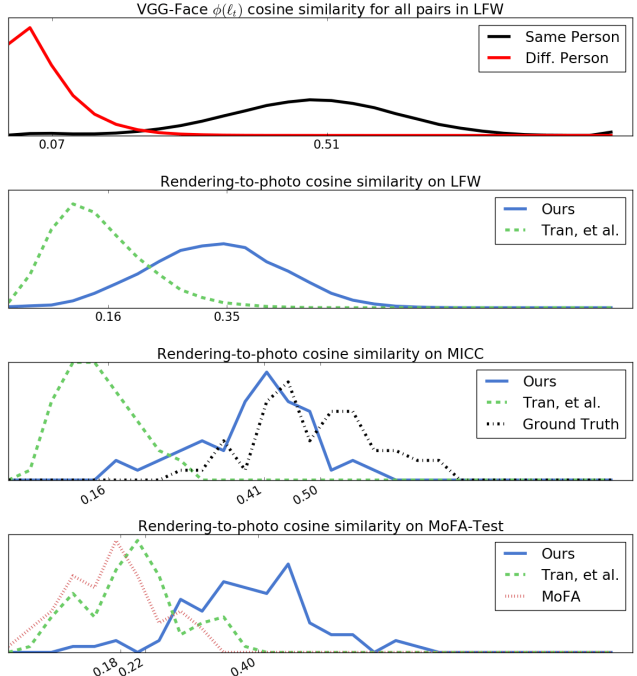 VGG-Face ϕ(ℓₜ) cosine similarity for all pairs in LFW
Same Person
Diff. Person
0.07
0.51
Rendering-to-photo cosine similarity on LFW
Ours
Tran, et al.
0.16
0.35
Rendering-to-photo cosine similarity on MICC
Ours
Tran, et al.
Ground Truth
0.16
0.41
0.50
Rendering-to-photo cosine similarity on MoFA-Test
Ours
Tran, et al.
MoFA
0.18
0.22
0.40